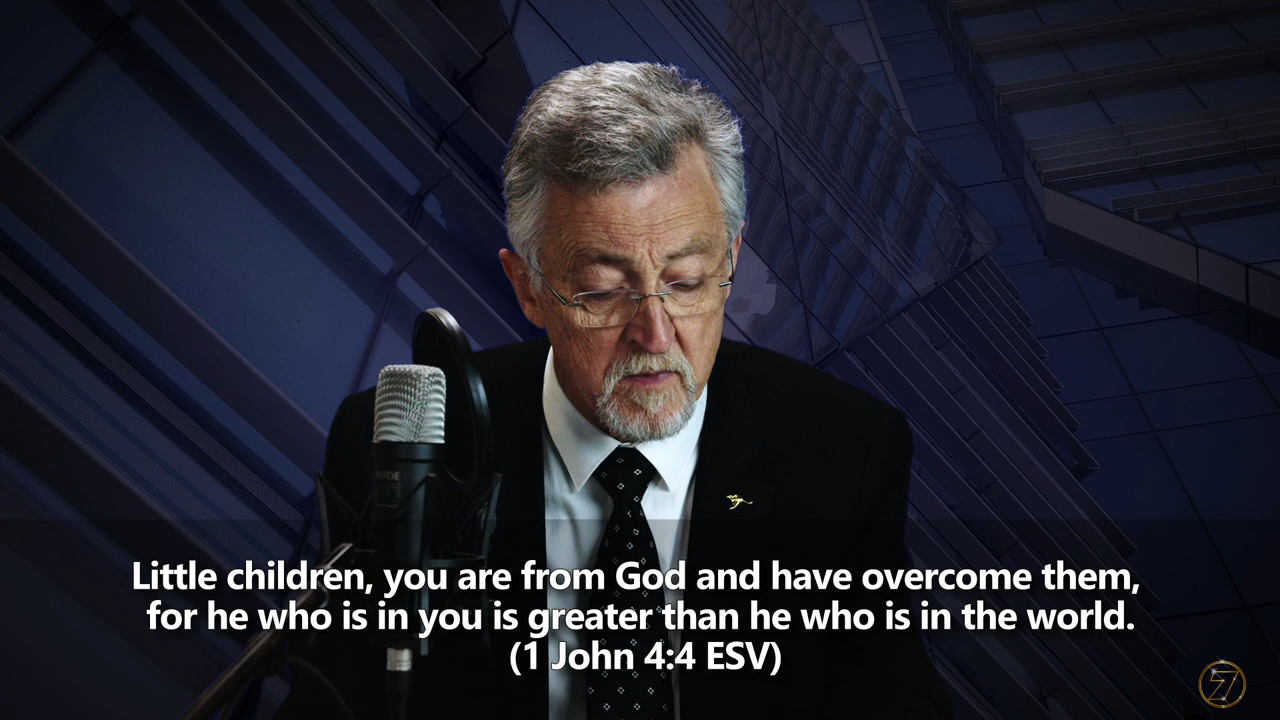 RODE
Little children, you are from God and have overcome them,
for he who is in you is greater than he who is in the world.
(1 John 4:4 ESV)